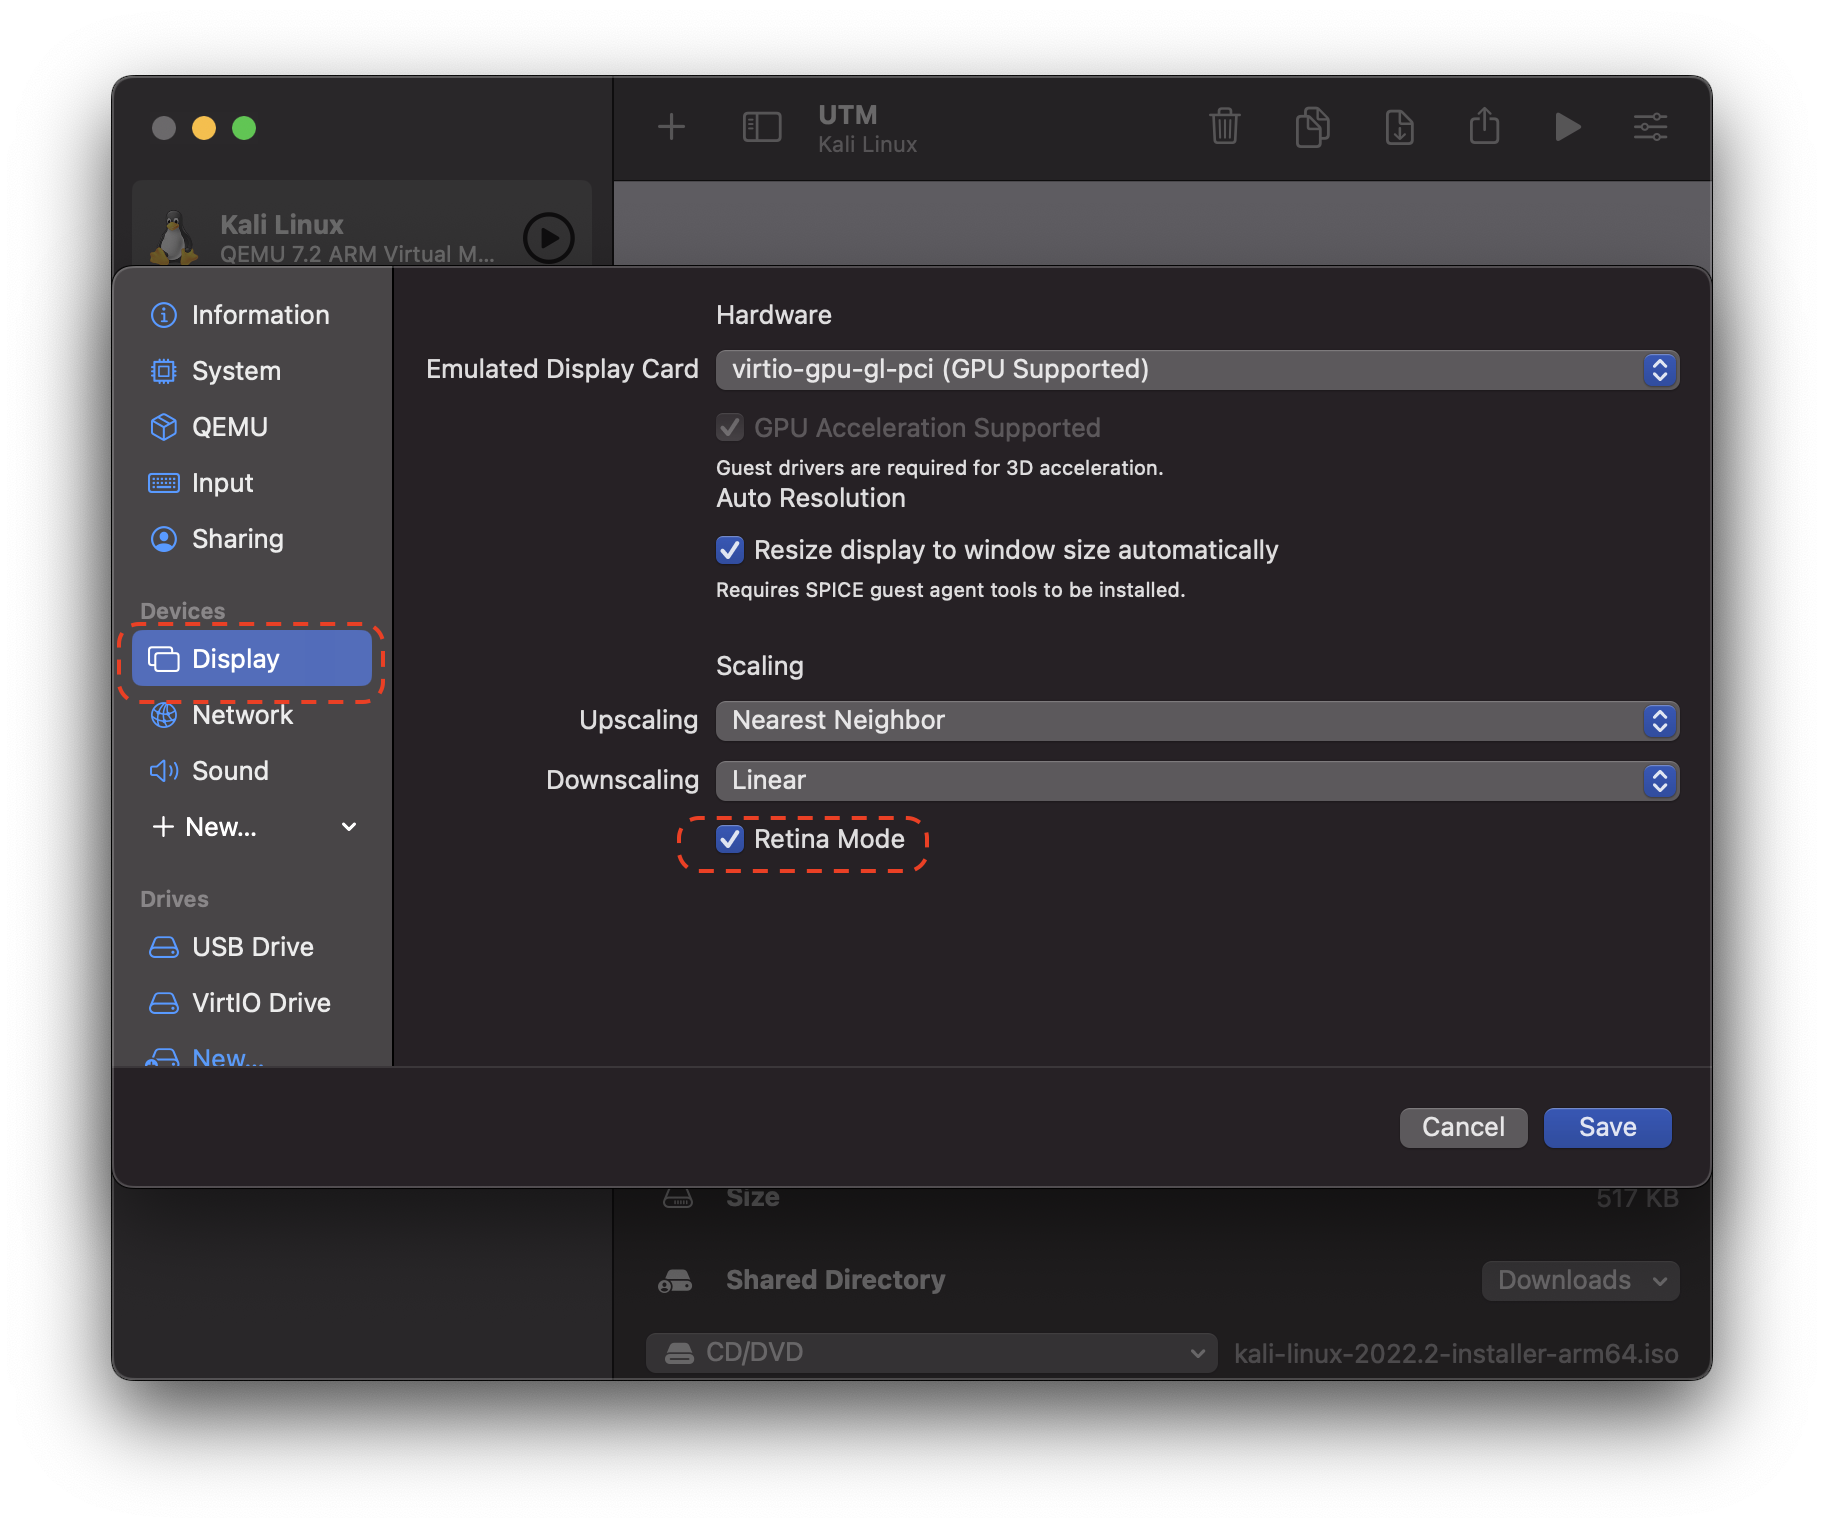 UTM
Kali Linux
Kali Linux
QEMU 7.2 ARM Virtual M...
Information
System
QEMU
Input
Sharing
Devices
Display
Network
Sound
New...
Drives
USB Drive
VirtIO Drive
New...
Hardware
Emulated Display Card virtio-gpu-gl-pci (GPU Supported)
GPU Acceleration Supported
Guest drivers are required for 3D acceleration.
Auto Resolution
Resize display to window size automatically
Requires SPICE guest agent tools to be installed.
Scaling
Upscaling Nearest Neighbor
Downscaling Linear
Retina Mode
Cancel Save
Size 517 KB
Shared Directory Downloads
CD/DVD kali-linux-2022.2-installer-arm64.iso